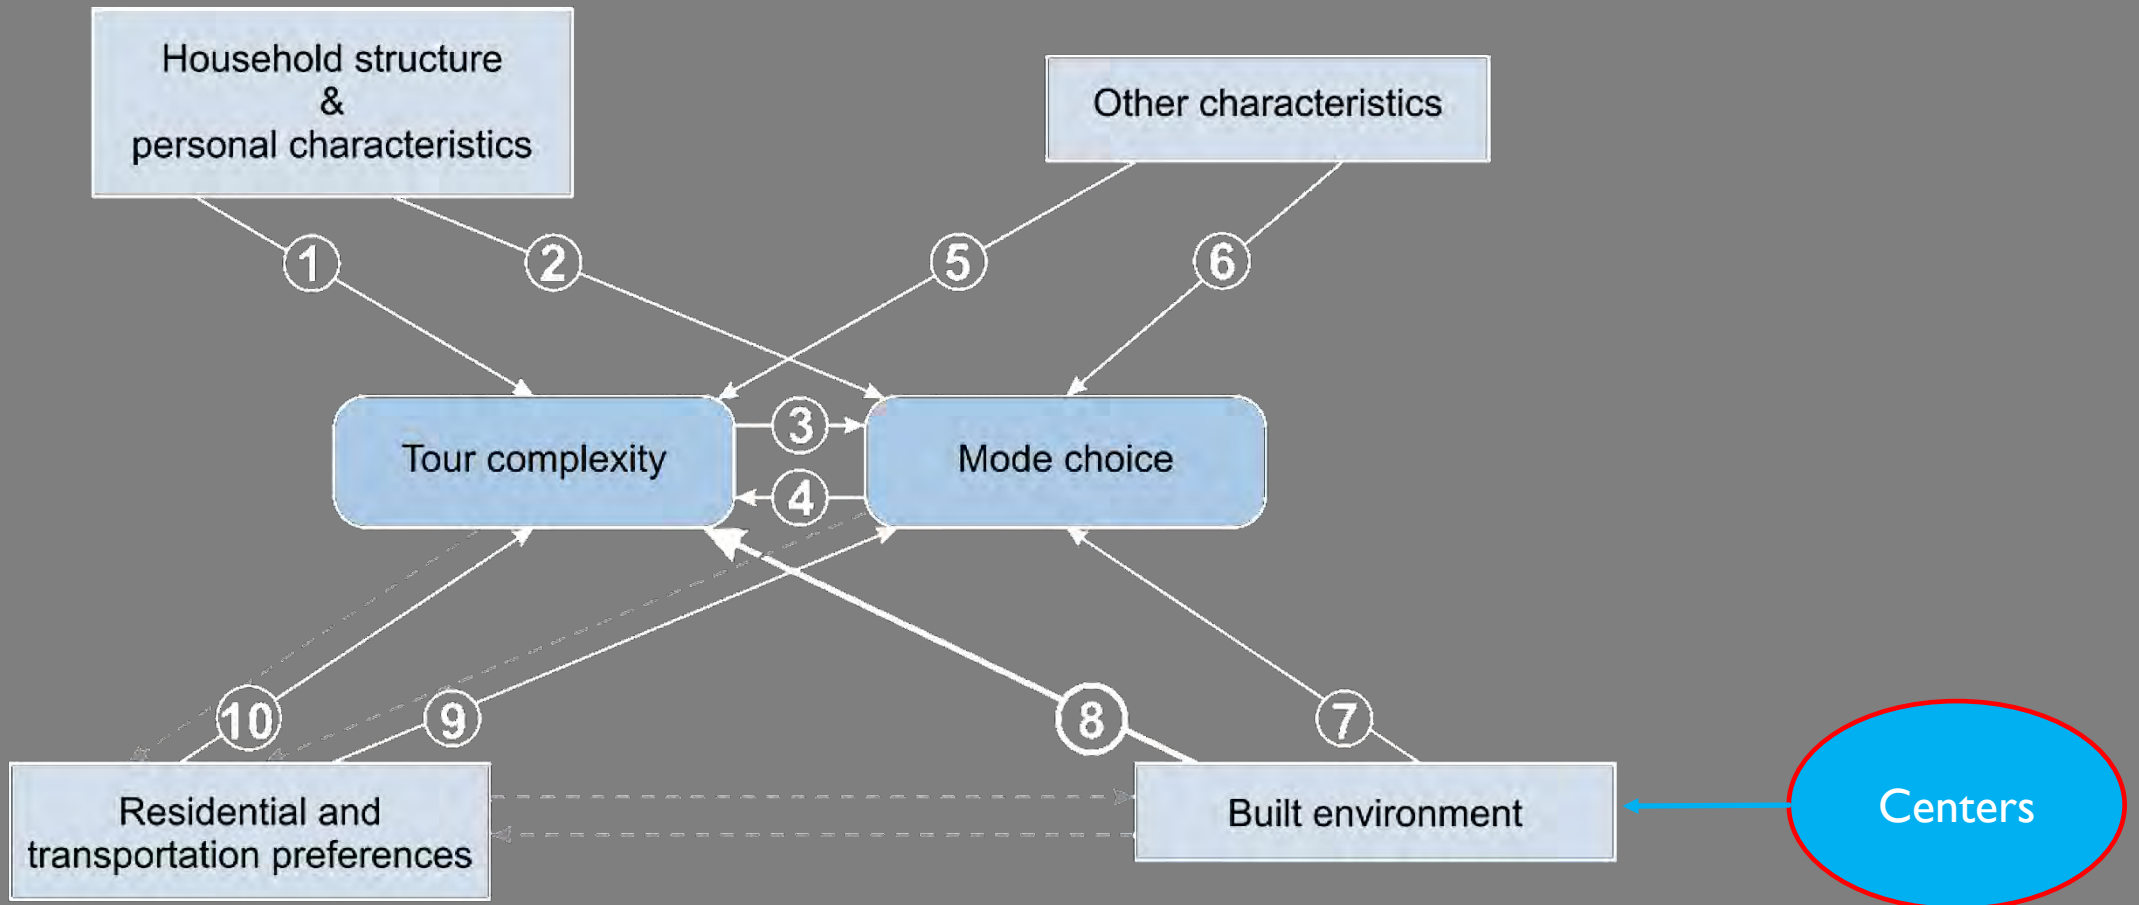 Household structure
&
personal characteristics
Other characteristics
1
2
5
6
Tour complexity
3
Mode choice
4
10
9
8
7
Residential and
transportation preferences
Built environment
Centers